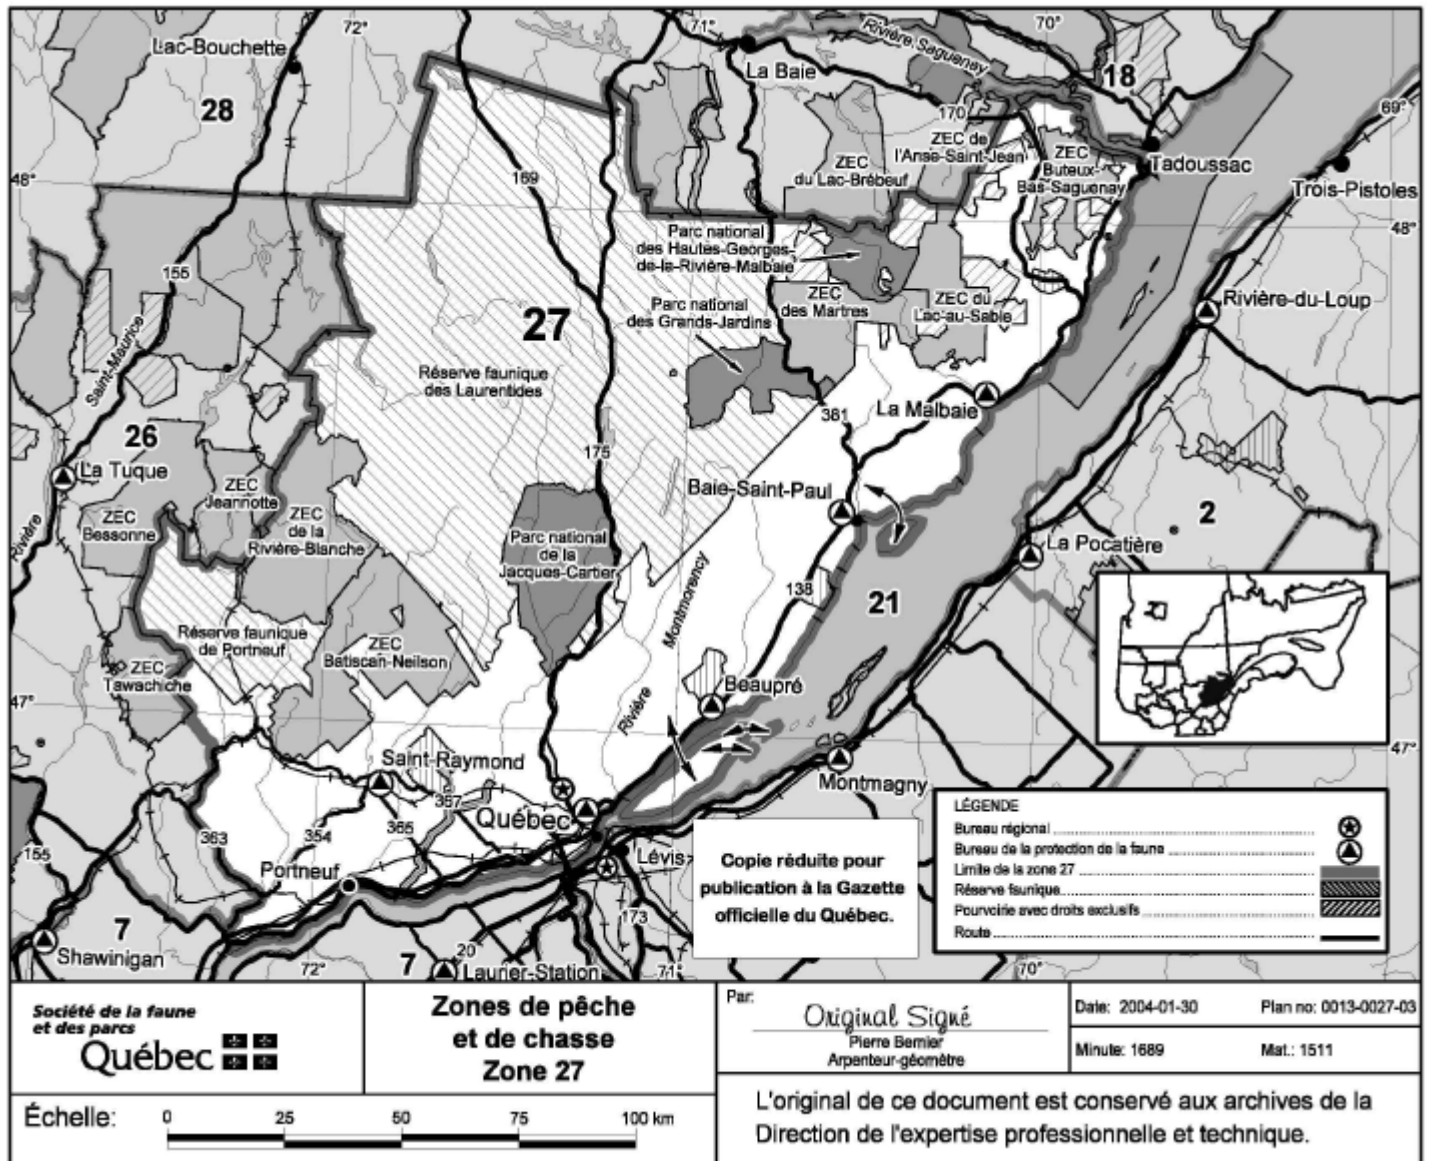 72°
71°
70°
Lac-Bouchette
Rivière Saguenay
La Baie
18
28
69°
170
ZEC de
l'Anse-Saint-Jean
ZEC
Buteux-
Bas-Saguenay
Tadoussac
ZEC
du Lac-Brébeuf
Trois-Pistoles
48°
169
48°
Parc national
des Hautes-Georges-
de-la-Rivière-Malbaie
155
ZEC
des Martres
ZEC du
Lac-au-Sable
Rivière-du-Loup
Parc national
des Grands-Jardins
27
Saint-Maurice
Rivière
Réserve faunique
des Laurentides
381
La Malbaie
26
La Tuque
175
ZEC
Jeannotte
ZEC
Bessonne
ZEC
de la
Rivière-Blanche
Baie-Saint-Paul
2
La Pocatière
Parc national
de la
Jacques-Cartier
Rivière
Montmorency
138
21
Réserve faunique
de Portneuf
ZEC
Batiscan-Neilson
ZEC
Tawachiche
Beaupré
47°
47°
Saint-Raymond
Montmagny
Québec
367
365
354
363
155
Portneuf
Lévis
173
7
Shawinigan
7
20
Laurier-Station
72°
71°
70°
Copie réduite pour
publication à la Gazette
officielle du Québec.
LÉGENDE
Bureau régional
Bureau de la protection de la faune
Limite de la zone 27
Réserve faunique
Pourvoirie avec droits exclusifs
Route
Société de la faune
et des parcs
Québec
Zones de pêche
et de chasse
Zone 27
Par:
Original Signé
Pierre Bernier
Arpenteur-géomètre
Date: 2004-01-30
Plan no: 0013-0027-03
Minute: 1689
Mat.: 1511
Échelle:
0 25 50 75 100 km
L'original de ce document est conservé aux archives de la
Direction de l'expertise professionnelle et technique.